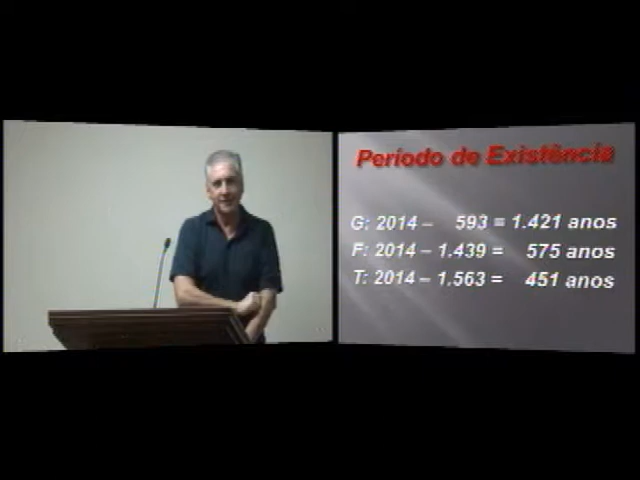 Período de Existência
G: 2014 – 593 = 1.421 anos
F: 2014 – 1.439 = 575 anos
T: 2014 – 1.563 = 451 anos